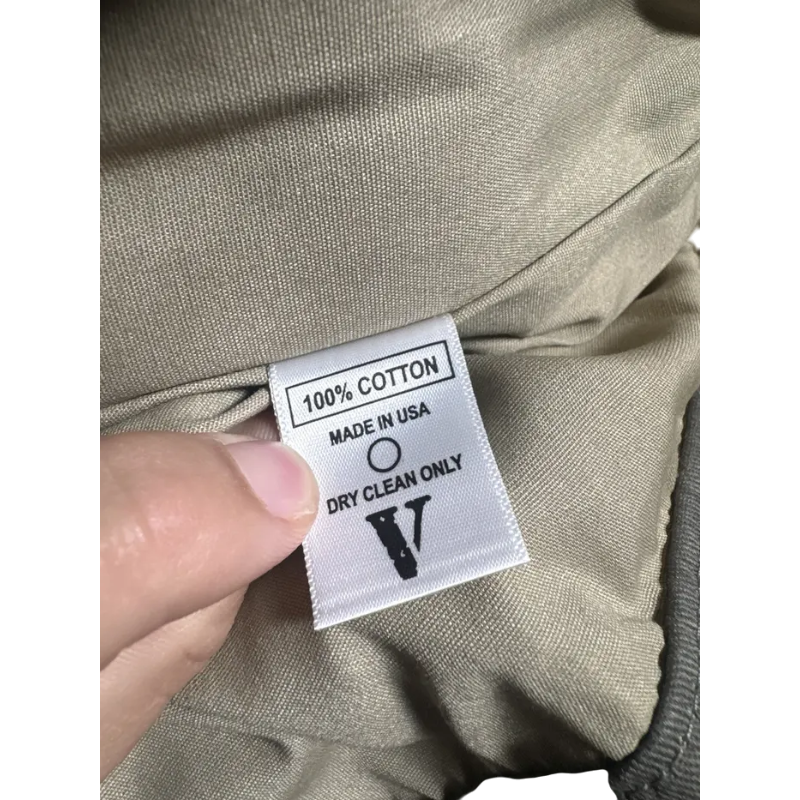 100% COTTON
MADE IN USA
DRY CLEAN ONLY
V